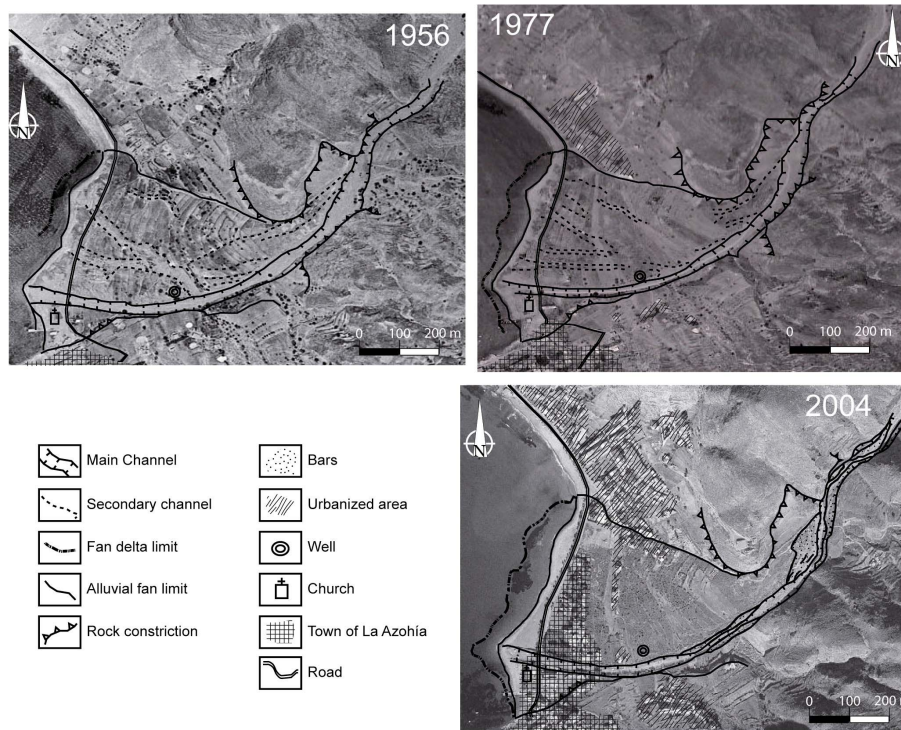 1956
N
0 100 200 m
1977
N
0 100 200 m
2004
N
0 100 200 m
Main Channel
Secondary channel
Fan delta limit
Alluvial fan limit
Rock constriction
Bars
Urbanized area
Well
Church
Town of La Azohía
Road